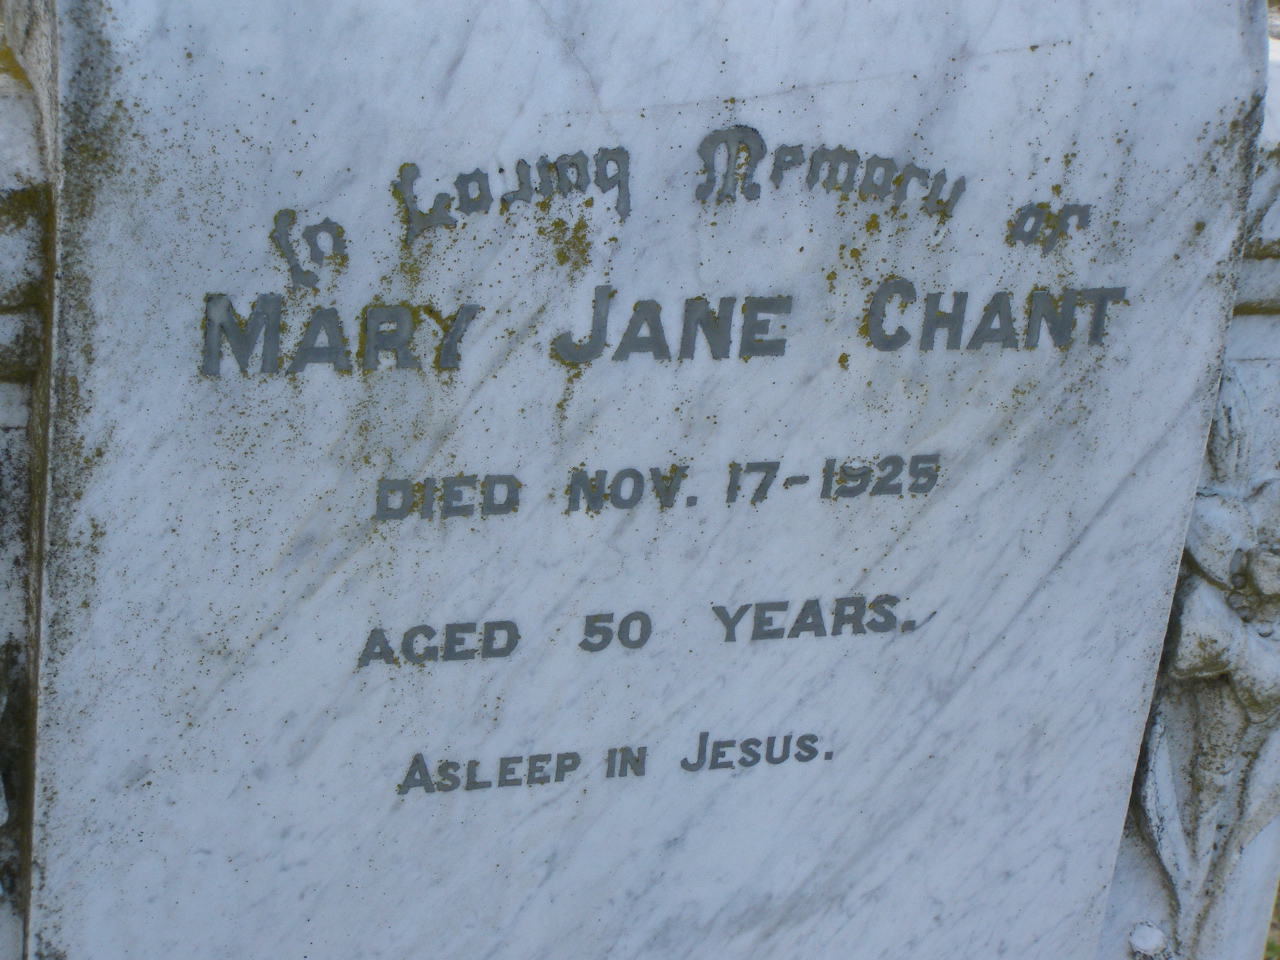 In Loving Memory of
MARY JANE CHANT
DIED NOV. 17-1925
AGED 50 YEARS.
ASLEEP IN JESUS.